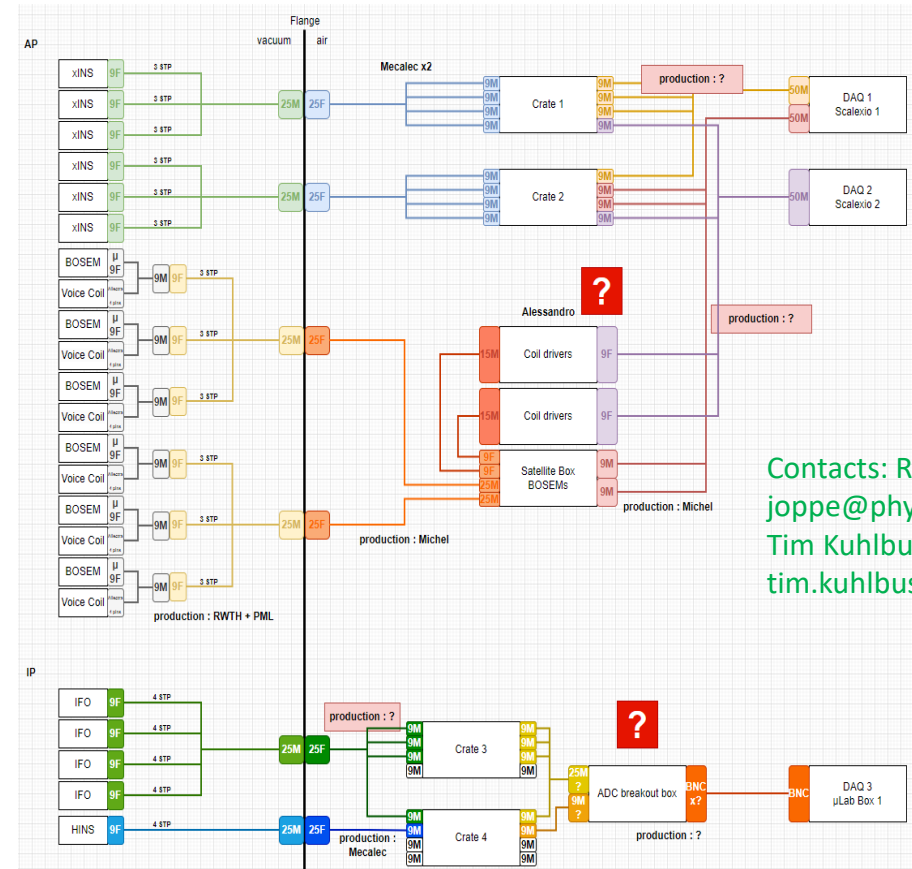 Flange
vacuum air
AP
xINS 9F 3 STP
xINS 9F 3 STP
xINS 9F 3 STP
25M 25F
xINS 9F 3 STP
xINS 9F 3 STP
xINS 9F 3 STP
25M 25F
Mecalec x2
9M
9M
9M
9M
Crate 1
9M
9M
9M
9M
production : ?
50M
50M
DAQ 1
Scalexio 1
9M
9M
9M
9M
Crate 2
9M
9M
9M
9M
50M
DAQ 2
Scalexio 2
BOSEM µ 9F
Voice Coil
9M 9F 3 STP
BOSEM µ 9F
Voice Coil
9M 9F 3 STP
BOSEM µ 9F
Voice Coil
9M 9F 3 STP
25M 25F
BOSEM µ 9F
Voice Coil
9M 9F 3 STP
BOSEM µ 9F
Voice Coil
9M 9F 3 STP
BOSEM µ 9F
Voice Coil
9M 9F 3 STP
25M 25F
production : RWTH + PML
production : Michel
Alessandro
?
15M Coil drivers 9F
15M Coil drivers 9F
9F
9F
25M
25M
Satellite Box
BOSEMs
9M
9M
production : Michel
production : ?
Contacts: R
joppe@phy
Tim Kuhlbu
tim.kuhlbus
IP
IFO 9F 4 STP
IFO 9F 4 STP
IFO 9F 4 STP
IFO 9F 4 STP
25M 25F
HINS 9F 4 STP
25M 25F
production : ?
9M
9M
9M
9M
Crate 3
9M
9M
9M
9M
production :
Mecalec
9M
9M
9M
9M
Crate 4
9M
9M
9M
9M
?
25M
?
9M
?
ADC breakout box
BNC
x?
production : ?
BNC
DAQ 3
µLab Box 1